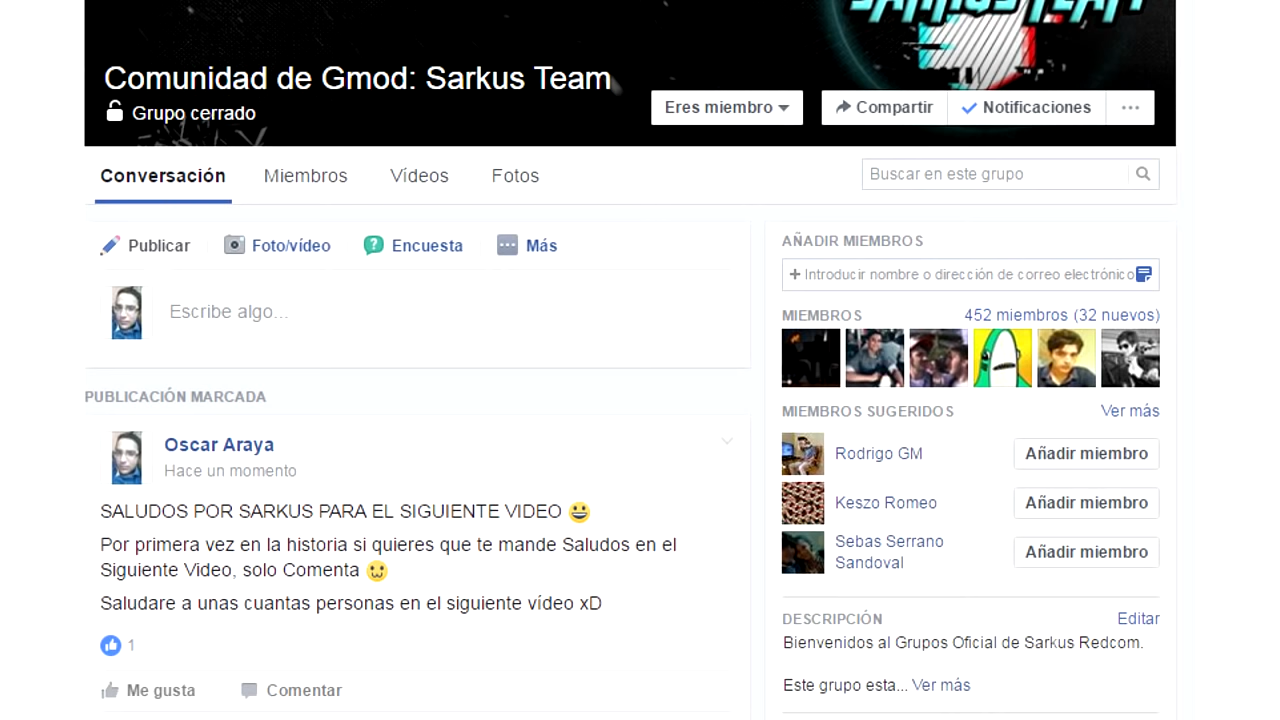 SARKUS TEAM
Comunidad de Gmod: Sarkus Team
Grupo cerrado
Eres miembro
Compartir
Notificaciones
Conversación
Miembros
Vídeos
Fotos
Buscar en este grupo
Publicar
Foto/vídeo
Encuesta
Más
Escribe algo...
PUBLICACIÓN MARCADA
Oscar Araya
Hace un momento
SALUDOS POR SARKUS PARA EL SIGUIENTE VIDEO 😀
Por primera vez en la historia si quieres que te mande Saludos en el
Siguiente Video, solo Comenta
Saludare a unas cuantas personas en el siguiente vídeo xD
1
Me gusta
Comentar
AÑADIR MIEMBROS
+ Introducir nombre o dirección de correo electrónico
MIEMBROS
452 miembros (32 nuevos)
MIEMBROS SUGERIDOS
Ver más
Rodrigo GM
Añadir miembro
Keszo Romeo
Añadir miembro
Sebas Serrano
Sandoval
Añadir miembro
DESCRIPCIÓN
Editar
Bienvenidos al Grupos Oficial de Sarkus Redcom.
Este grupo esta... Ver más